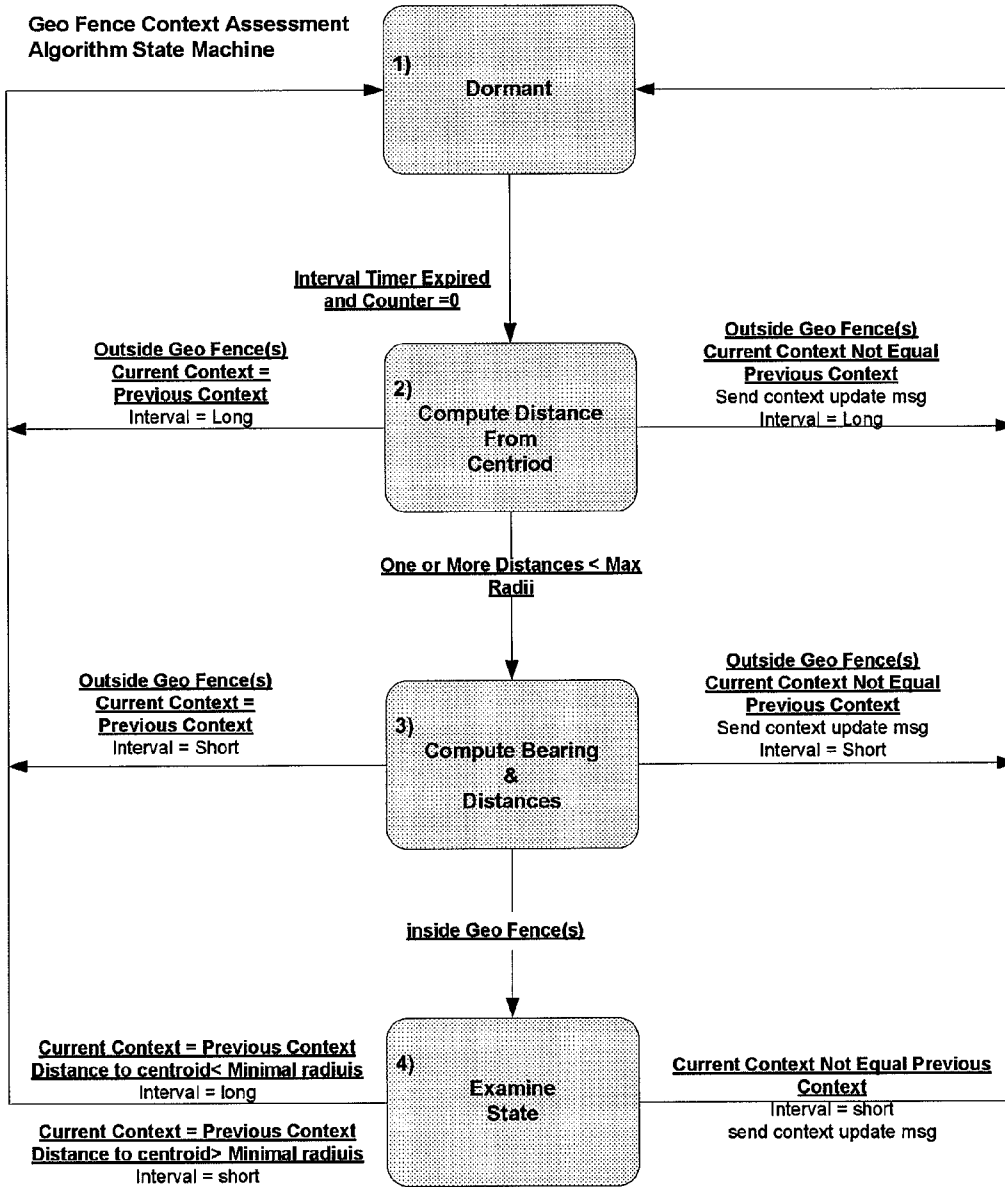 Geo Fence Context Assessment
Algorithm State Machine
1)
Dormant
Interval Timer Expired
and Counter =0
Outside Geo Fence(s)
Current Context =
Previous Context
Interval = Long
2)
Compute Distance
From
Centriod
Outside Geo Fence(s)
Current Context Not Equal
Previous Context
Send context update msg
Interval = Long
One or More Distances < Max
Radii
Outside Geo Fence(s)
Current Context =
Previous Context
Interval = Short
3)
Compute Bearing
&
Distances
Outside Geo Fence(s)
Current Context Not Equal
Previous Context
Send context update msg
Interval = Short
inside Geo Fence(s)
Current Context = Previous Context
Distance to centroid< Minimal radiuis
Interval = long
Current Context = Previous Context
Distance to centroid> Minimal radiuis
Interval = short
4)
Examine
State
Current Context Not Equal Previous
Context
Interval = short
send context update msg